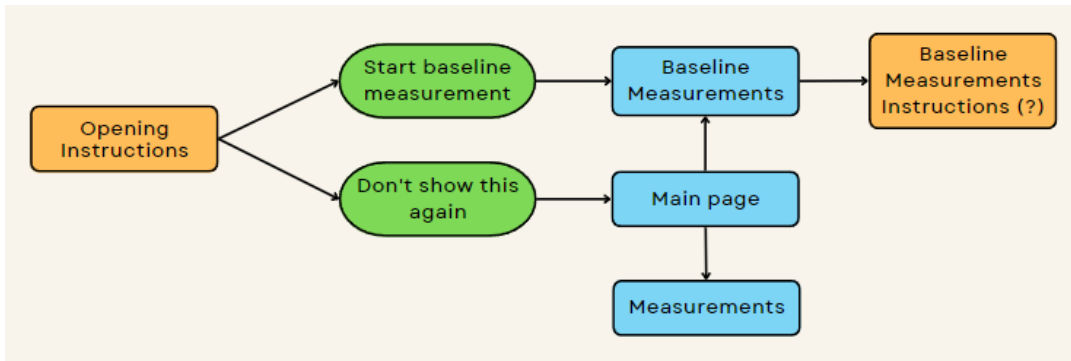 Opening
Instructions
Start baseline
measurement
Don't show this
again
Baseline
Measurements
Main page
Measurements
Baseline
Measurements
Instructions (?)